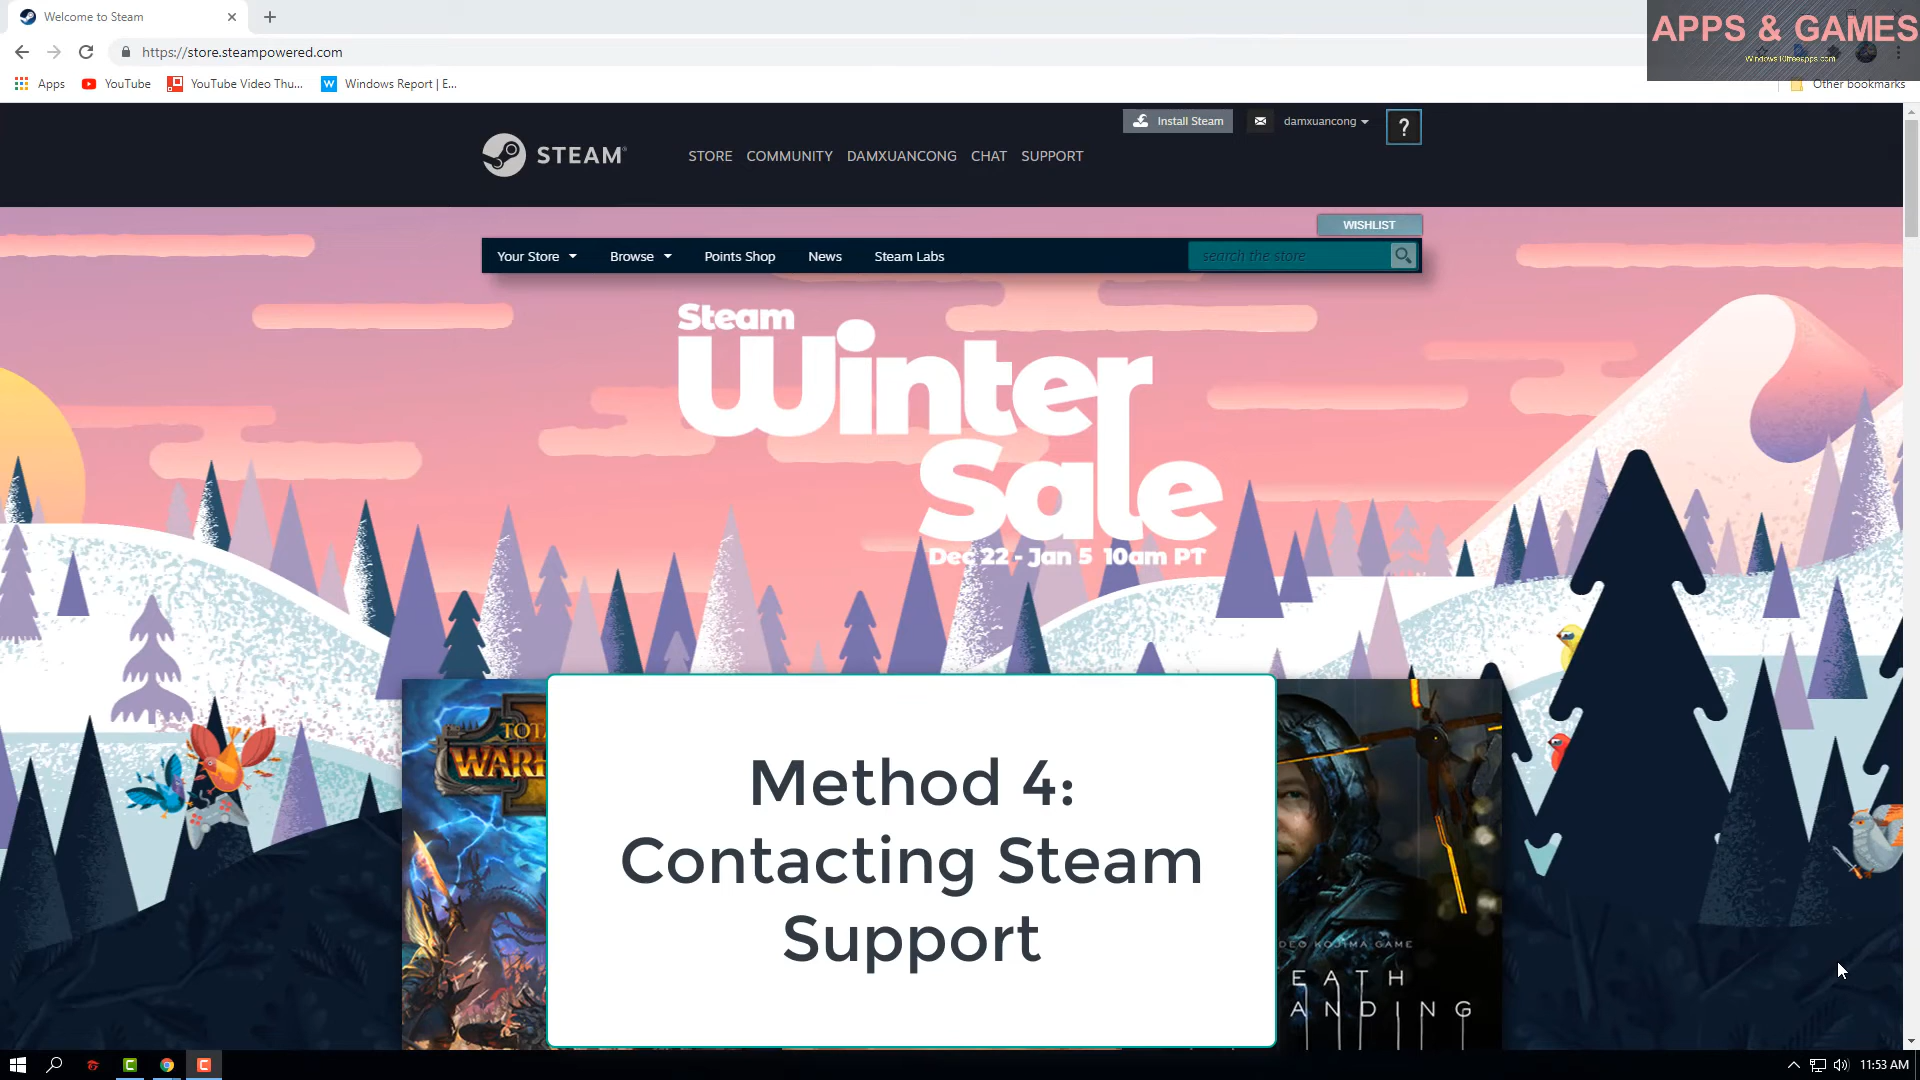 Welcome to Steam
APPS & GAMES
Windows10freeapps.com
https://store.steampowered.com
Apps
YouTube
YouTube Video Thu...
Windows Report | E...
Other bookmarks
Install Steam
damxuancong
?
STEAM
STORE
COMMUNITY
DAMXUANCONG
CHAT
SUPPORT
WISHLIST
Your Store
Browse
Points Shop
News
Steam Labs
search the store
Steam
Winter
Sale
Dec 22 - Jan 5 10am PT
Method 4:
Contacting Steam
Support
11:53 AM